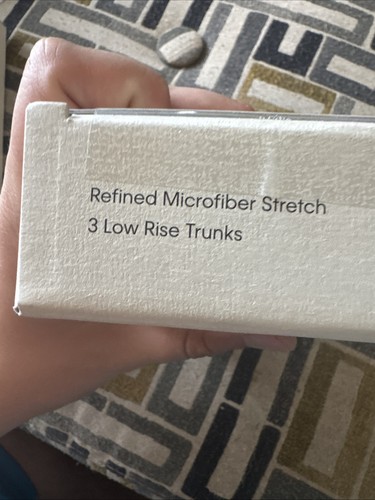 Refined Microfiber Stretch
3 Low Rise Trunks